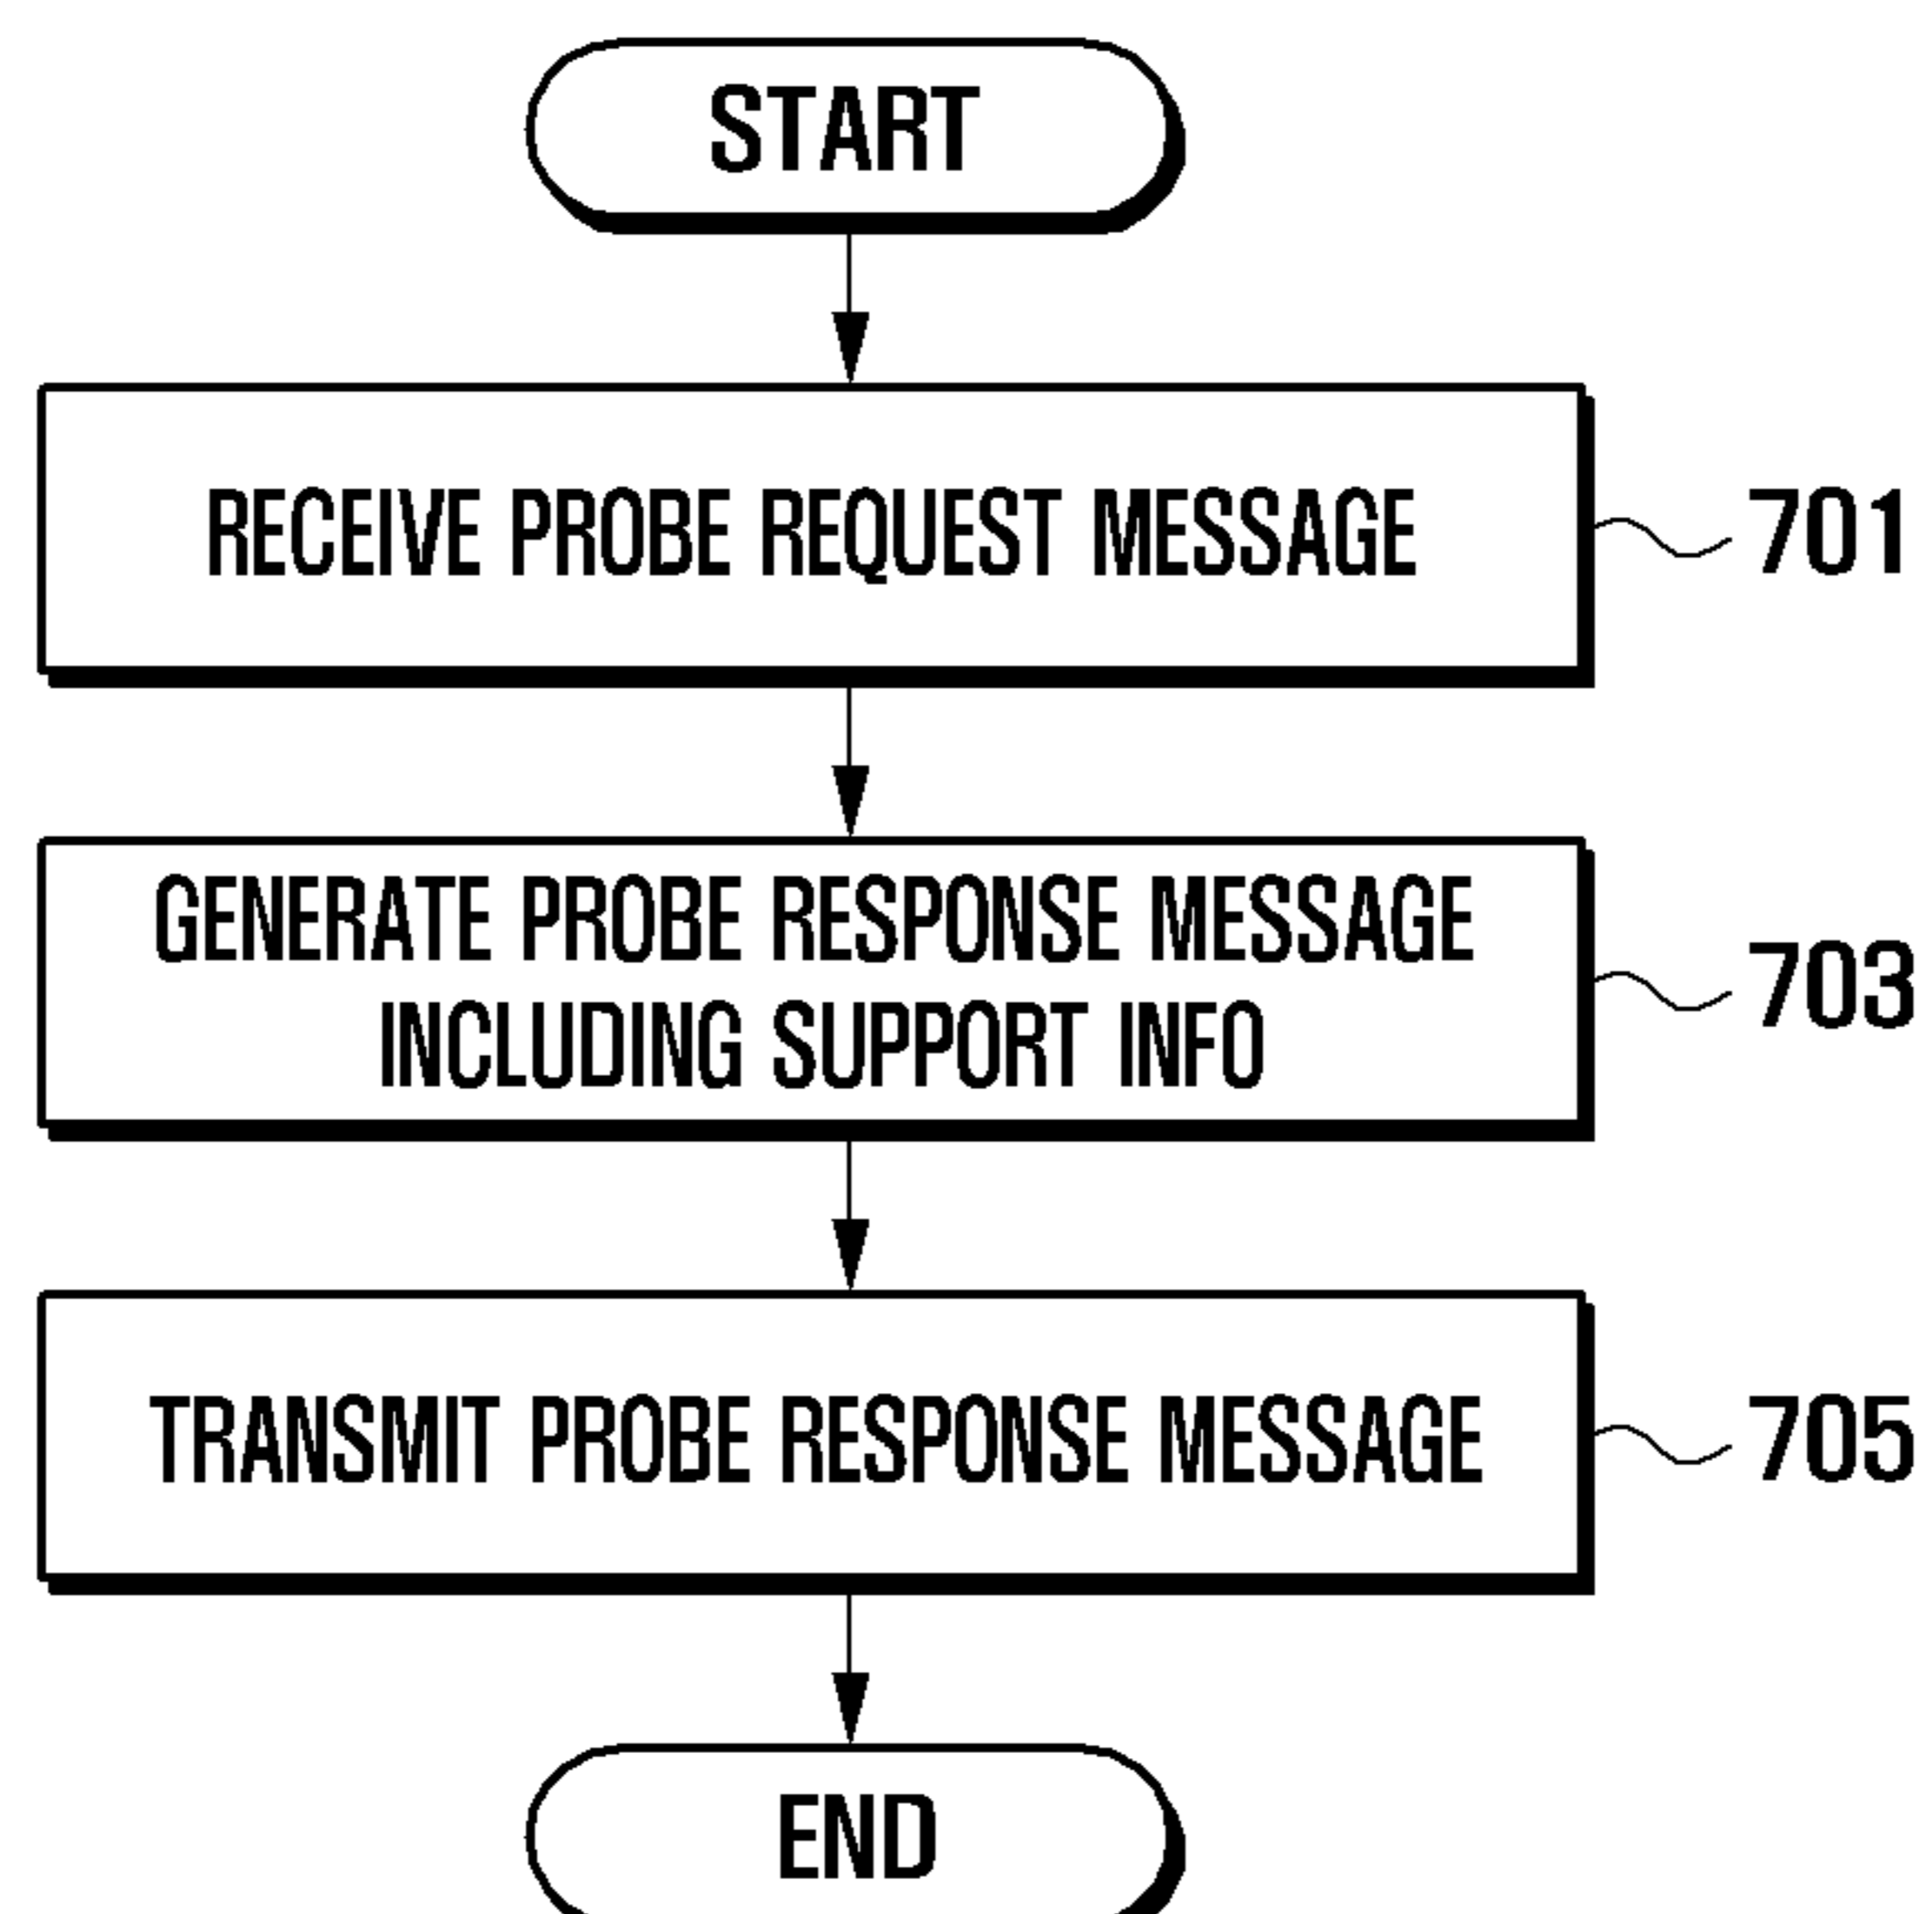 START
RECEIVE PROBE REQUEST MESSAGE
701
GENERATE PROBE RESPONSE MESSAGE
INCLUDING SUPPORT INFO
703
TRANSMIT PROBE RESPONSE MESSAGE
705
END